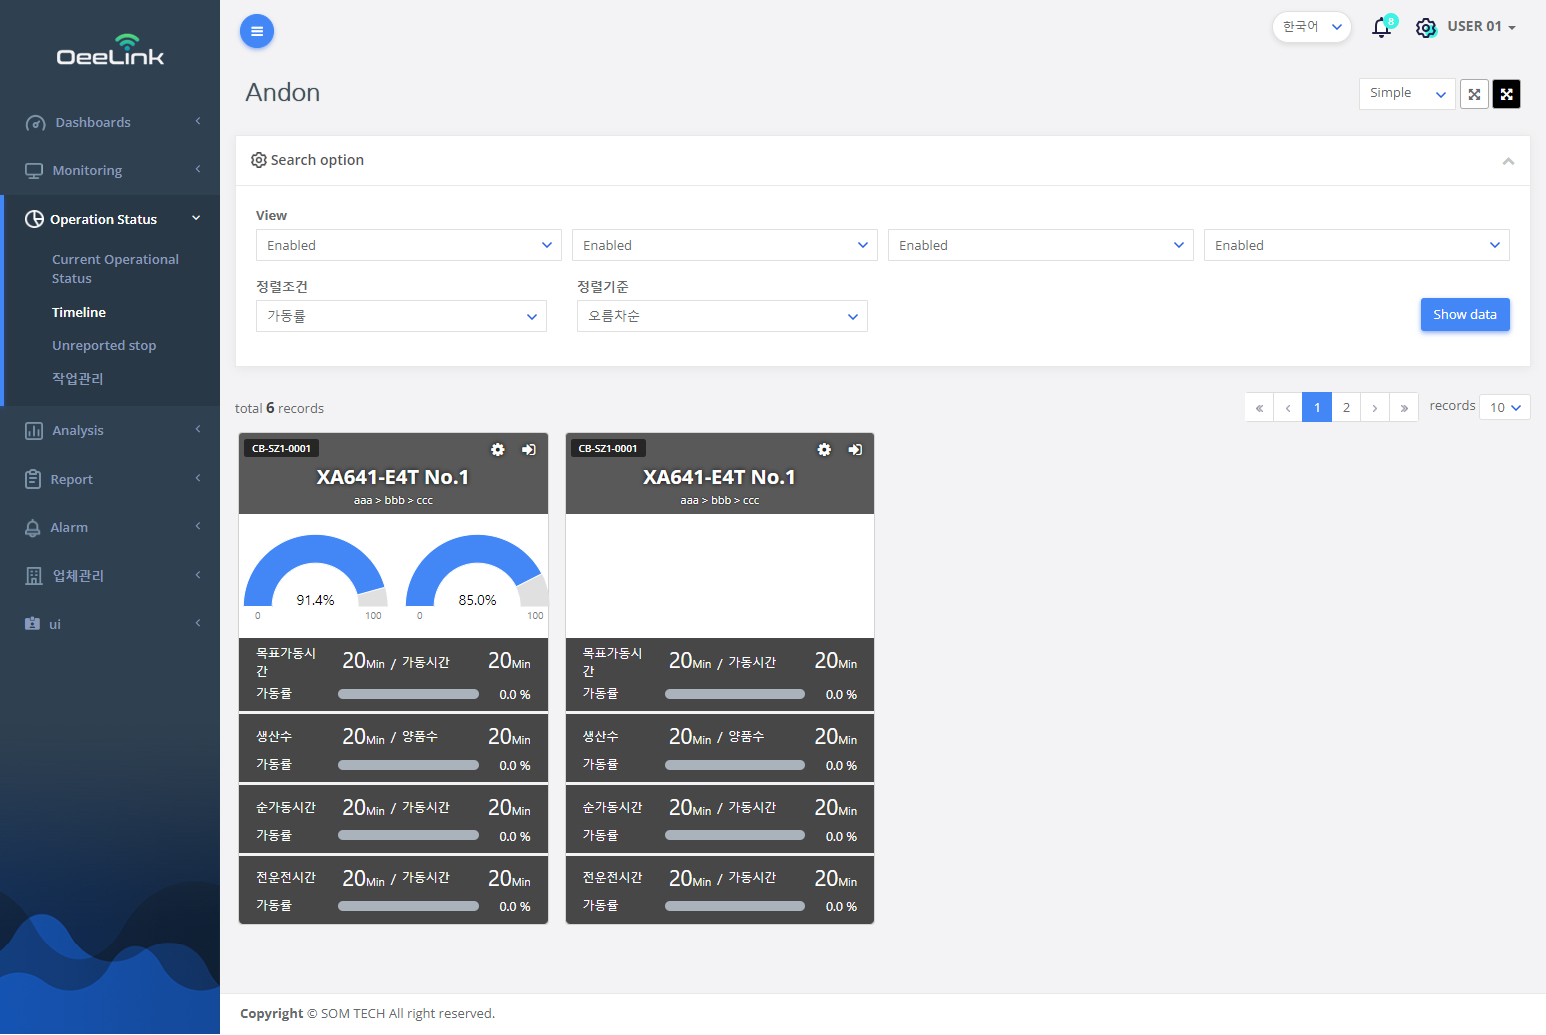 OeeLink
한국어
8
USER 01
Dashboards
Monitoring
Operation Status
Current Operational
Status
Timeline
Unreported stop
작업관리
Analysis
Report
Alarm
업체관리
ui
Andon
Simple
Search option
View
Enabled
Enabled
Enabled
Enabled
정렬조건
정렬기준
가동률
오름차순
Show data
total 6 records
« ‹ 1 2 › »
records 10
CB-SZ1-0001
XA641-E4T No.1
aaa > bbb > ccc
91.4%
0 100
85.0%
0 100
목표가동시
간
20Min / 가동시간 20Min
가동률 0.0 %
생산수 20Min / 양품수 20Min
가동률 0.0 %
순가동시간 20Min / 가동시간 20Min
가동률 0.0 %
전운전시간 20Min / 가동시간 20Min
가동률 0.0 %
CB-SZ1-0001
XA641-E4T No.1
aaa > bbb > ccc
목표가동시
간
20Min / 가동시간 20Min
가동률 0.0 %
생산수 20Min / 양품수 20Min
가동률 0.0 %
순가동시간 20Min / 가동시간 20Min
가동률 0.0 %
전운전시간 20Min / 가동시간 20Min
가동률 0.0 %
Copyright © SOM TECH All right reserved.